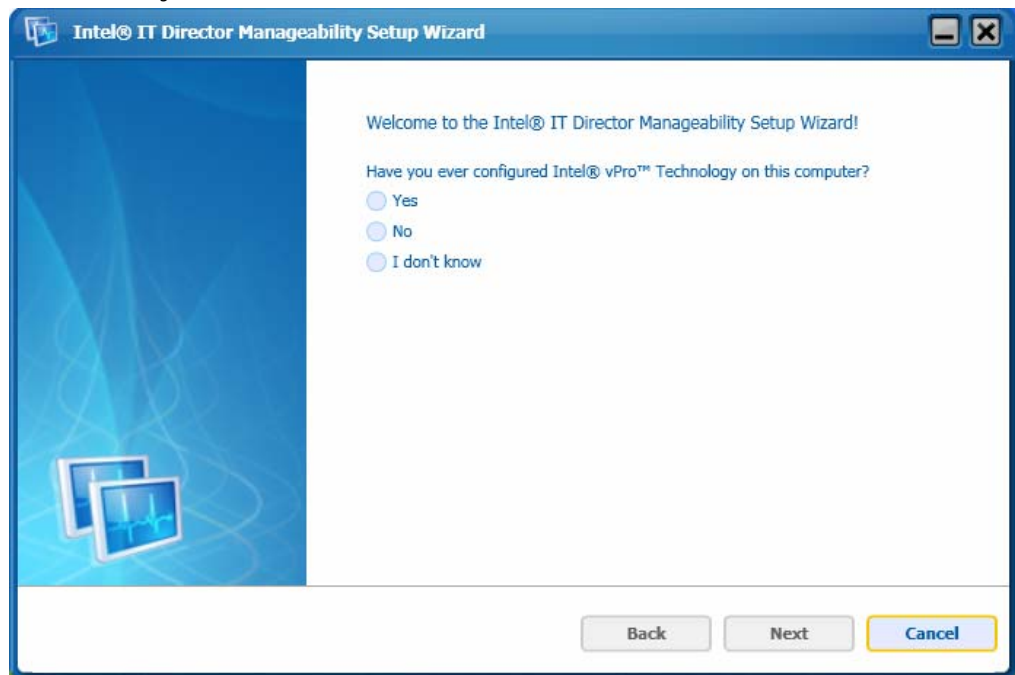 Intel® IT Director Manageability Setup Wizard
Welcome to the Intel® IT Director Manageability Setup Wizard!
Have you ever configured Intel® vPro™ Technology on this computer?
Yes
No
I don't know
Back Next Cancel